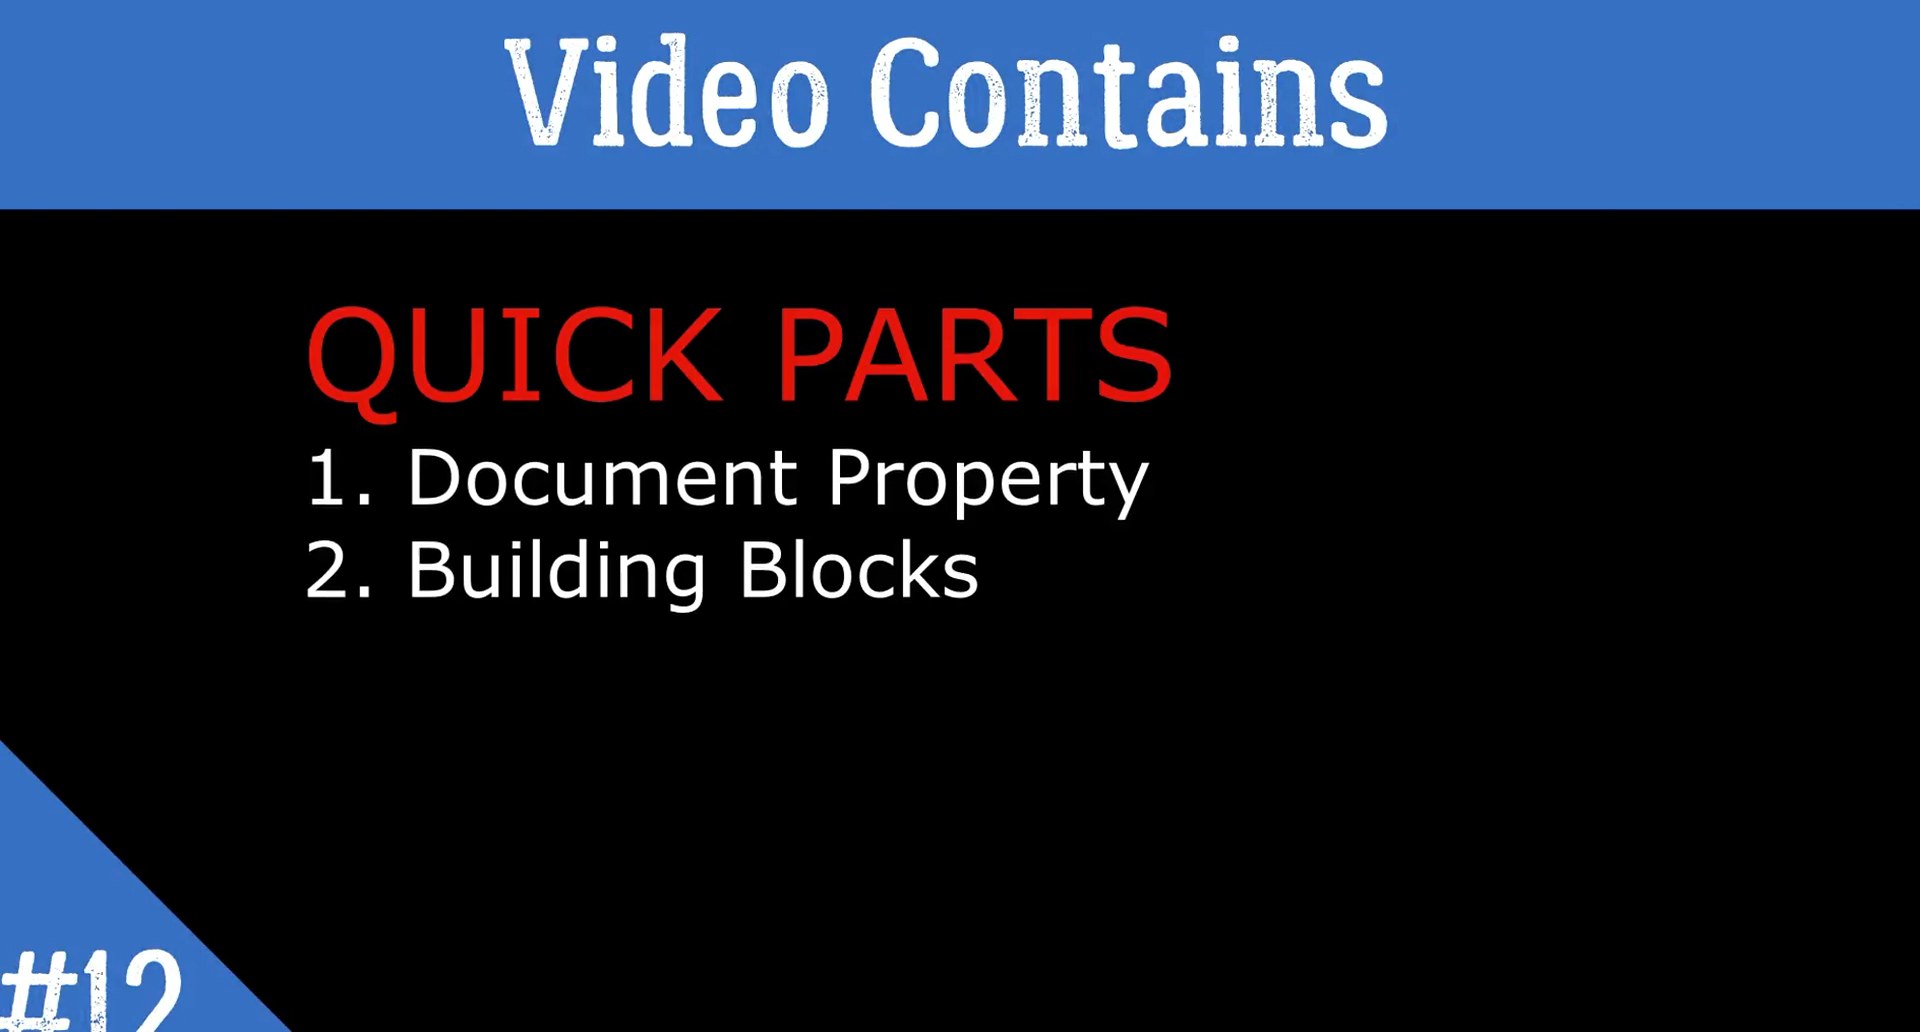 Video Contains
QUICK PARTS
1. Document Property
2. Building Blocks
#12